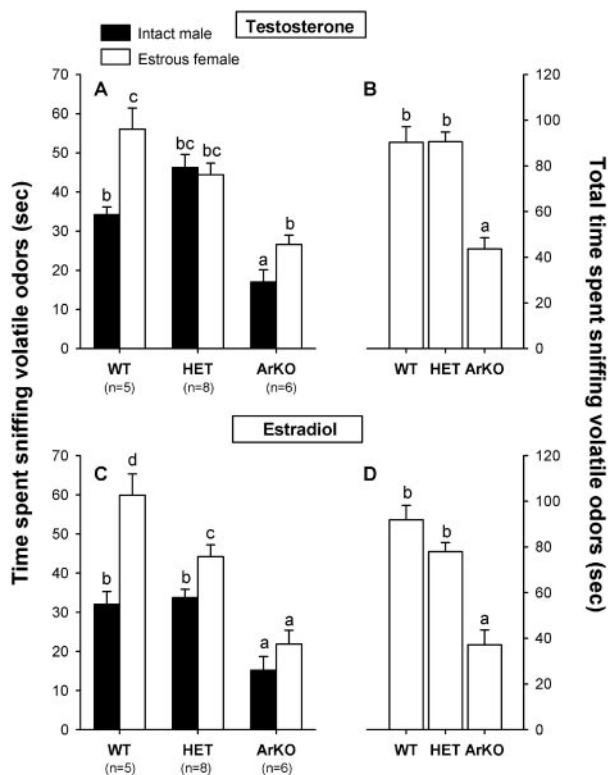 Testosterone
Intact male
Estrous female
Time spent sniffing volatile odors (sec)
Total time spent sniffing volatile odors (sec)
A
70
60
50
40
30
20
10
0
b
c
bc
bc
a
b
WT
HET
ArKO
(n=5)
(n=8)
(n=6)
B
120
100
80
60
40
20
0
b
b
a
WT
HET
ArKO
Estradiol
C
70
60
50
40
30
20
10
0
b
d
b
c
a
a
WT
HET
ArKO
(n=5)
(n=8)
(n=6)
D
120
100
80
60
40
20
0
b
b
a
WT
HET
ArKO